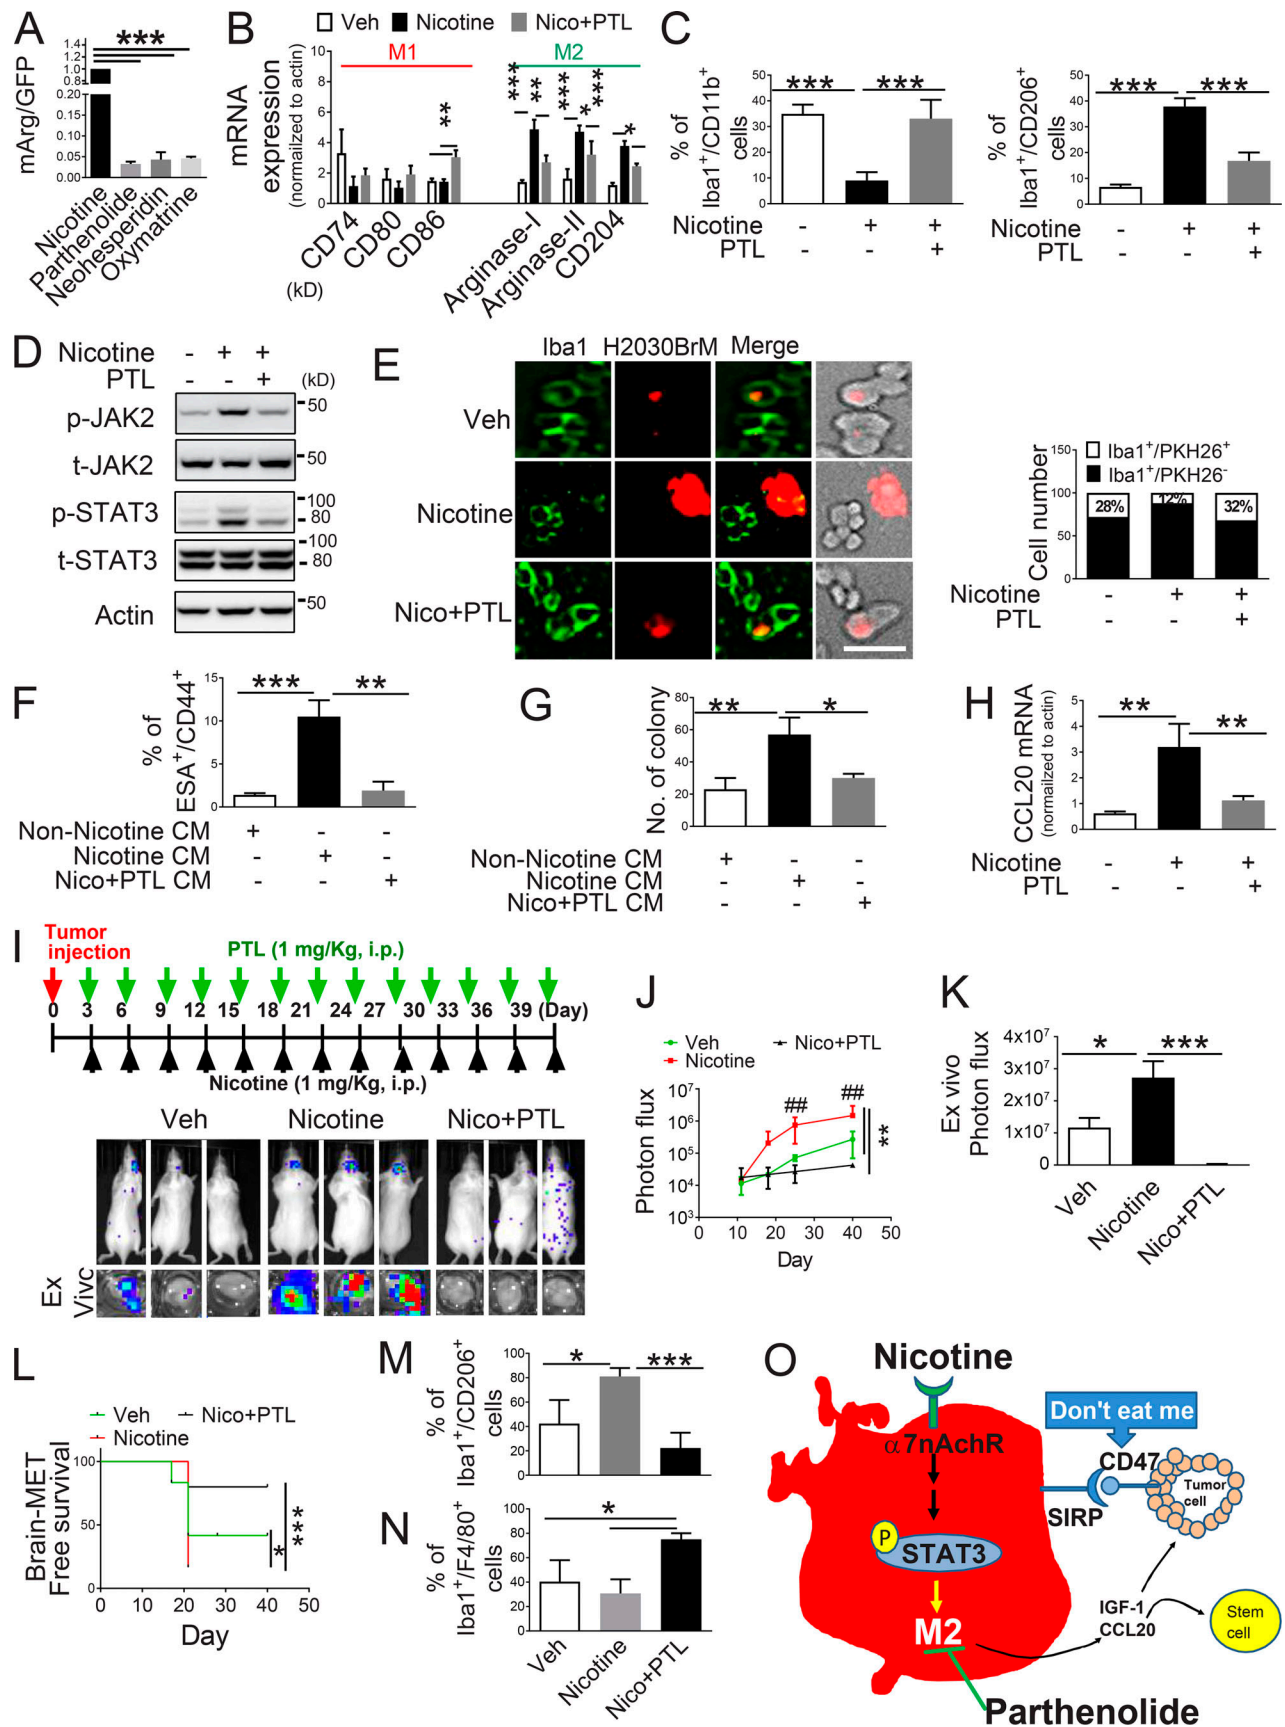 A
mArg/GFP
1.4
1.2
1.0
0.8
0.20
0.15
0.10
0.05
0.00
***
Nicotine
Parthenolide
Neohesperidin
Oxymatrine
B
Veh Nicotine Nico+PTL
mRNA expression
(normalized to actin)
10
8
6
4
2
0
M1
M2
** *** ** *** * *** *
CD74
CD80
CD86
Arginase-I
Arginase-II
CD204
(kD)
C
% of Iba1+/CD11b+ cells
50
40
30
20
10
0
*** ***
Nicotine - + +
PTL - - +
% of Iba1+/CD206+ cells
50
40
30
20
10
0
*** ***
Nicotine - + +
PTL - - +
D
Nicotine - + +
PTL - - + (kD)
p-JAK2 50
t-JAK2 50
p-STAT3 100
80
t-STAT3 100
80
Actin 50
E
Iba1 H2030BrM Merge
Veh
Nicotine
Nico+PTL
Iba1+/PKH26+
Iba1+/PKH26-
Cell number
150
100
50
0
28% 12% 32%
Nicotine - + +
PTL - - +
F
% of ESA+/CD44+
15
10
5
0
*** **
Non-Nicotine CM + - -
Nicotine CM - + -
Nico+PTL CM - - +
G
No. of colony
80
60
40
20
0
** *
Non-Nicotine CM + - -
Nicotine CM - + -
Nico+PTL CM - - +
H
CCL20 mRNA
(normailzed to actin)
5
4
3
2
1
0
** **
Nicotine - + +
PTL - - +
I
Tumor
injection
PTL (1 mg/Kg, i.p.)
0 3 6 9 12 15 18 21 24 27 30 33 36 39 (Day)
Nicotine (1 mg/Kg, i.p.)
Veh Nicotine Nico+PTL
Ex
Vivc
J
Veh
Nicotine
Nico+PTL
Photon flux
10^7
10^6
10^5
10^4
10^3
## ##
**
0 10 20 30 40 50
Day
K
Ex vivo
Photon flux
4x10^7
3x10^7
2x10^7
1x10^7
0
* ***
Veh
Nicotine
Nico+PTL
L
Veh
Nicotine
Nico+PTL
Brain-MET
Free survival
100
50
0
* ***
0 10 20 30 40 50
Day
M
% of
Iba1+/CD206+
cells
100
80
60
40
20
0
* ***
N
% of
Iba1+/F4/80+
cells
100
80
60
40
20
0
*
Veh
Nicotine
Nico+PTL
O
Nicotine
α7nAchR
P
STAT3
M2
Parthenolide
Don't eat me
CD47
SIRP
Tumor
cell
IGF-1
CCL20
Stem
cell